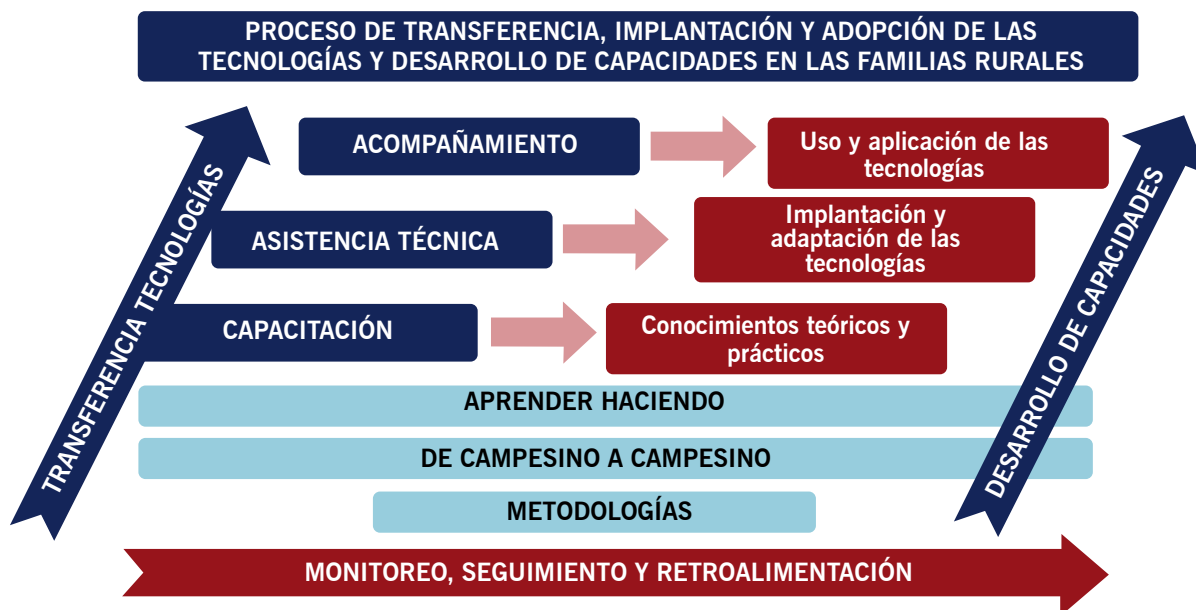 PROCESO DE TRANSFERENCIA, IMPLANTACIÓN Y ADOPCIÓN DE LAS
TECNOLOGÍAS Y DESARROLLO DE CAPACIDADES EN LAS FAMILIAS RURALES
TRANSFERENCIA TECNOLOGÍAS
ACOMPAÑAMIENTO
Uso y aplicación de las
tecnologías
ASISTENCIA TÉCNICA
Implantación y
adaptación de las
tecnologías
CAPACITACIÓN
Conocimientos teóricos y
prácticos
DESARROLLO DE CAPACIDADES
APRENDER HACIENDO
DE CAMPESINO A CAMPESINO
METODOLOGÍAS
MONITOREO, SEGUIMIENTO Y RETROALIMENTACIÓN